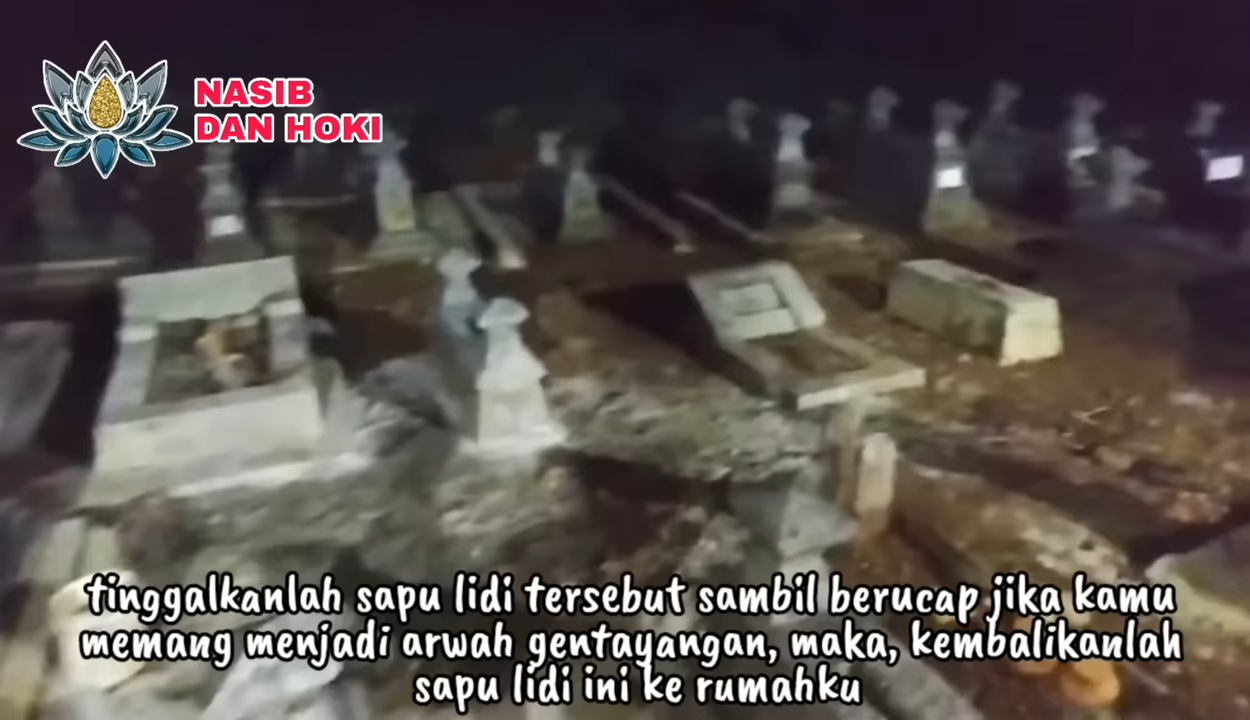 NASIB
DAN HOKI
tinggalkanlah sapu lidi tersebut sambil berucap jika kamu
memang menjadi arwah gentayangan, maka, kembalikanlah
sapu lidi ini ke rumahku